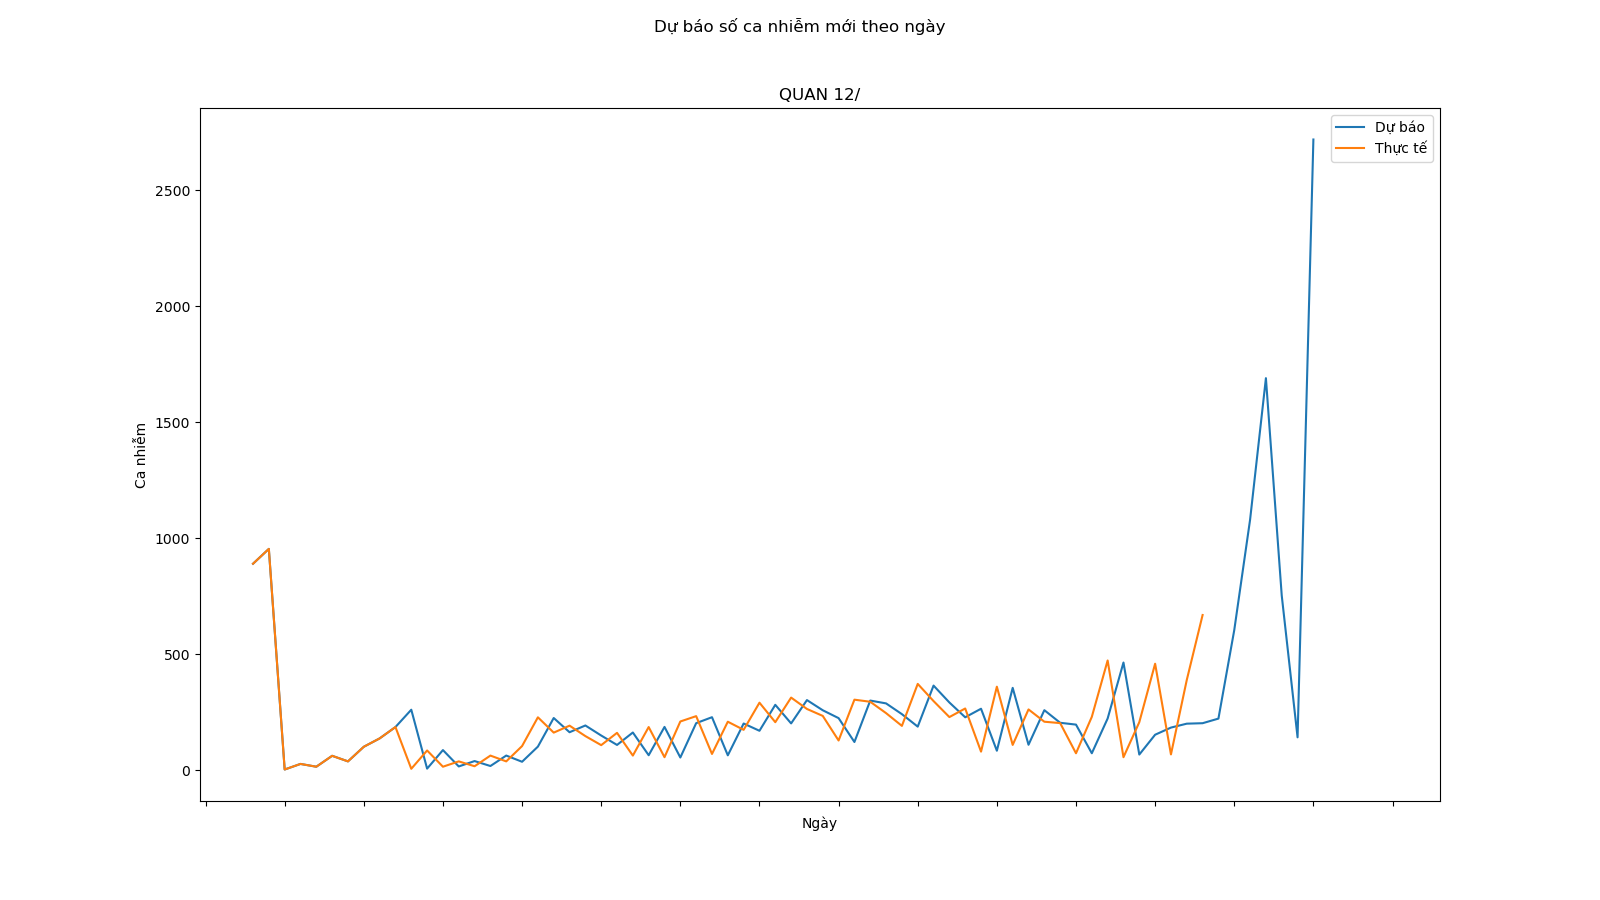 Dự báo số ca nhiễm mới theo ngày
QUAN 12/
Dự báo
Thực tế
2500
2000
1500
1000
500
0
Ca nhiễm
Ngày